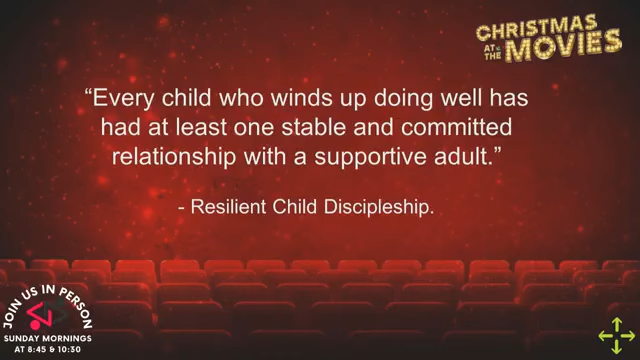 CHRISTMAS
AT THE
MOVIES
“Every child who winds up doing well has
had at least one stable and committed
relationship with a supportive adult.”
- Resilient Child Discipleship.
JOIN US IN PERSON
SUNDAY MORNINGS
AT 8:45 & 10:30